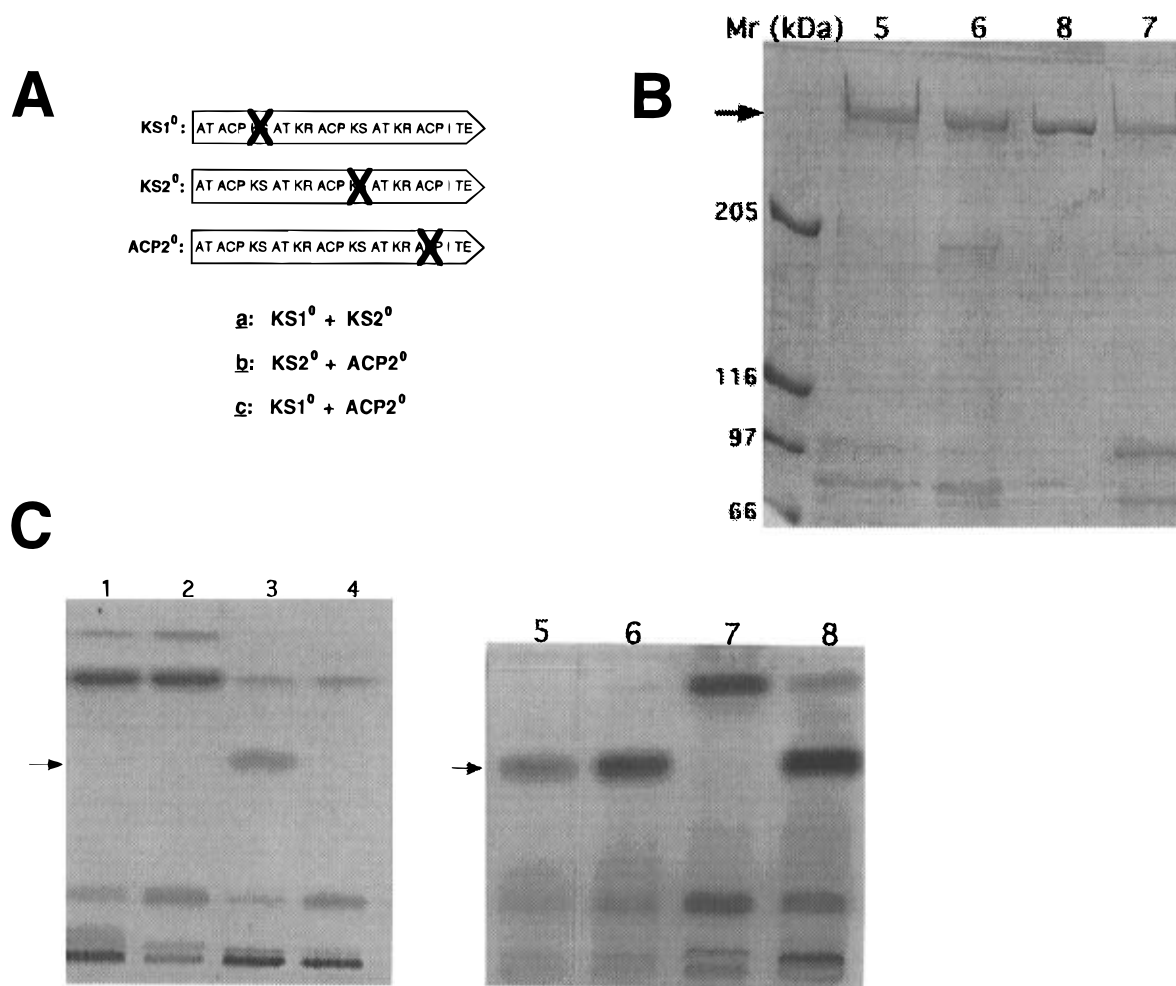 A
KS1⁰: AT ACP AT KR ACP KS AT KR ACP TE
KS2⁰: AT ACP KS AT KR ACP AT KR ACP TE
ACP2⁰: AT ACP KS AT KR ACP KS AT KR TE
a: KS1⁰ + KS2⁰
b: KS2⁰ + ACP2⁰
c: KS1⁰ + ACP2⁰
B
Mr (kDa) 5 6 8 7
205
116
97
66
C
1 2 3 4
5 6 7 8